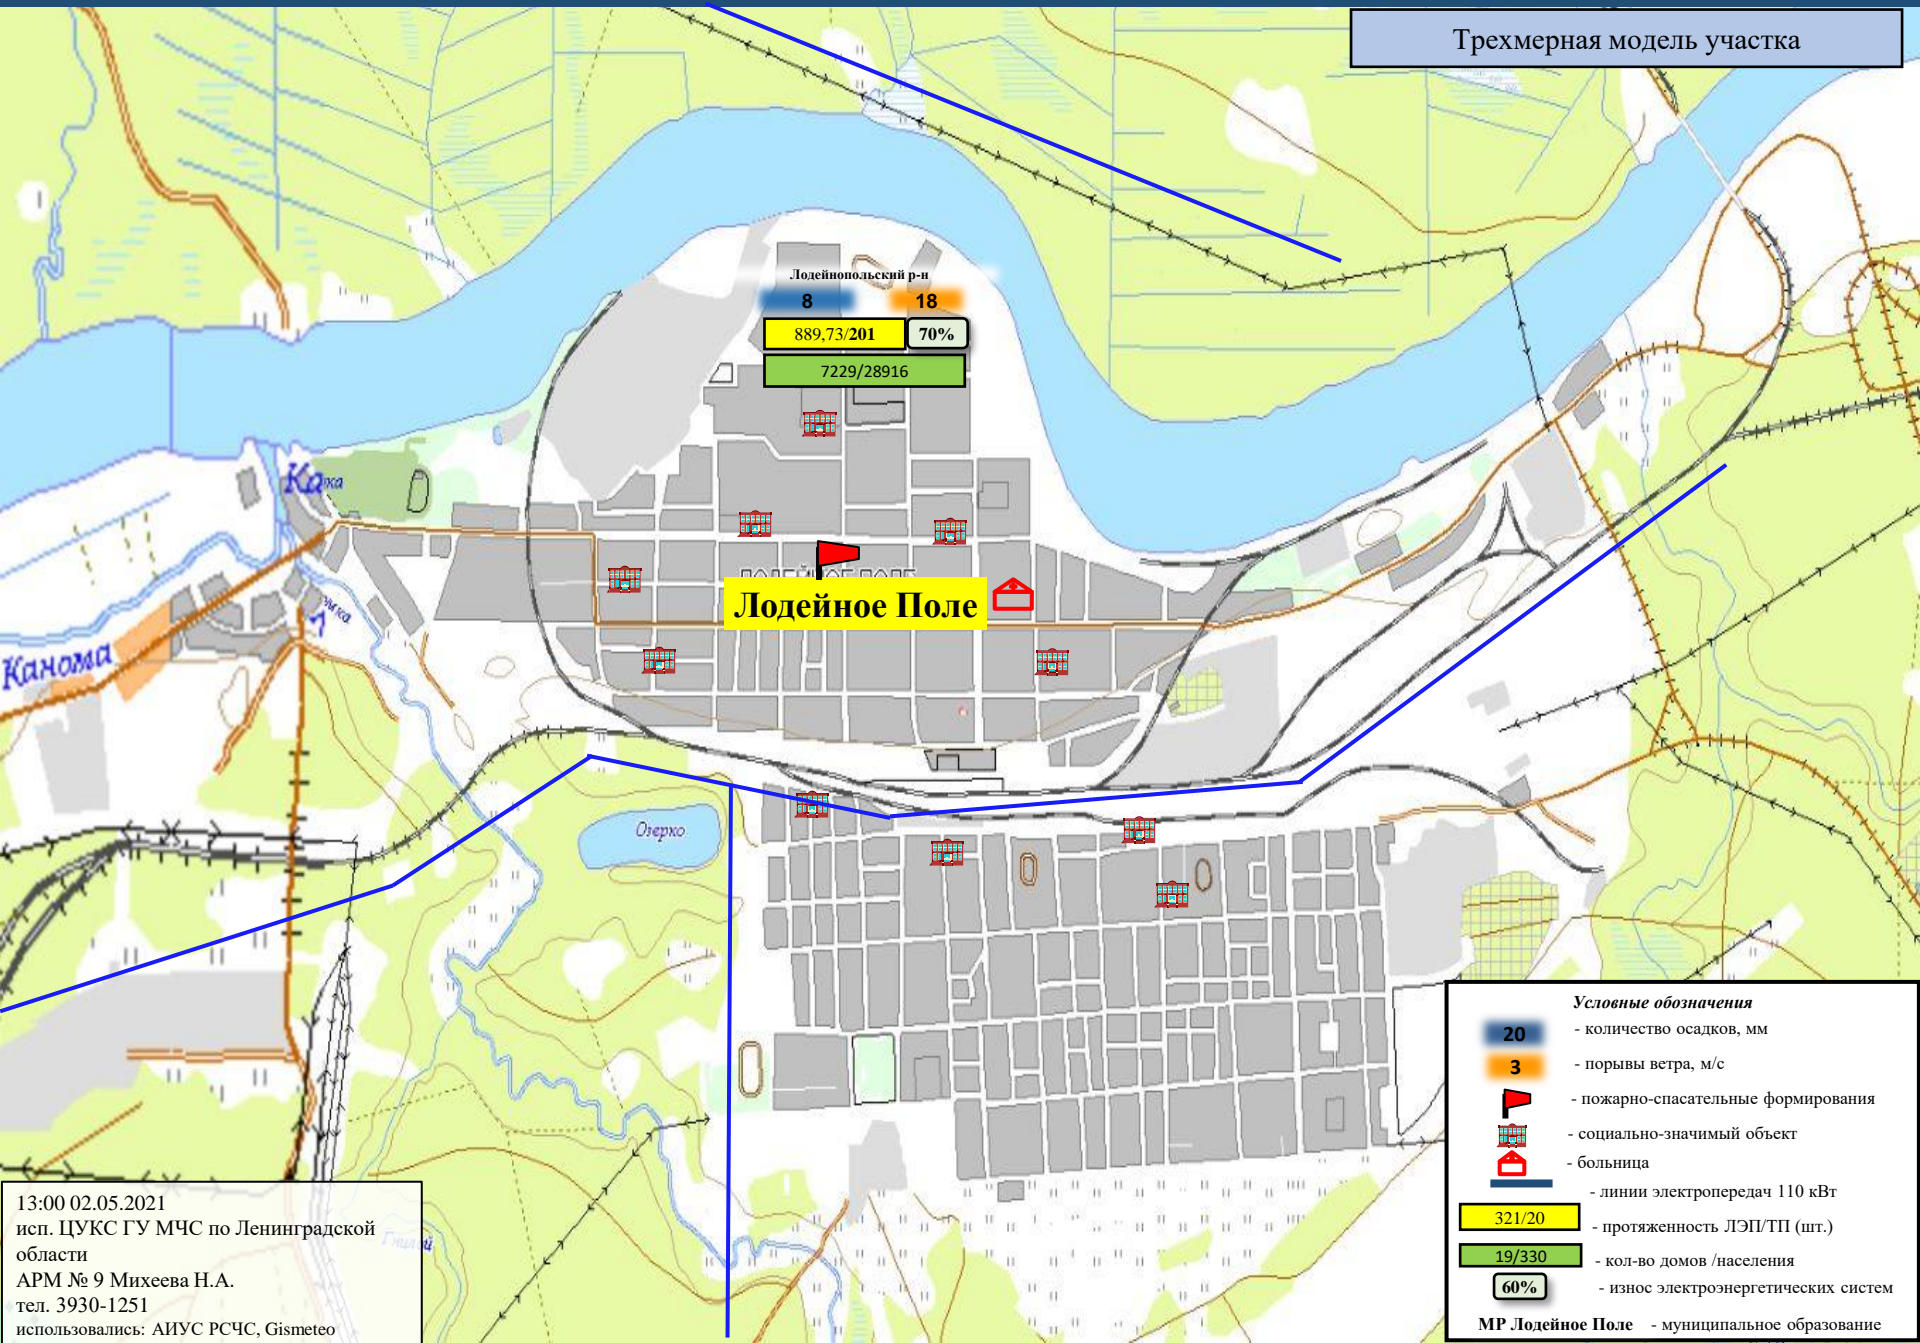 Трехмерная модель участка
Лодейнопольский р-н
8 18
889,73/201 70%
7229/28916
Ка
ка
Лодейное Поле
Канома
Озерко
Условные обозначения
20 - количество осадков, мм
3 - порывы ветра, м/с
- пожарно-спасательные формирования
- социально-значимый объект
- больница
- линии электропередач 110 кВт
321/20 - протяженность ЛЭП/ТП (шт.)
19/330 - кол-во домов /населения
60% - износ электроэнергетических систем
МР Лодейное Поле - муниципальное образование
13:00 02.05.2021
исп. ЦУКС ГУ МЧС по Ленинградской
области
АРМ № 9 Михеева Н.А.
тел. 3930-1251
использовались: АИУС РСЧС, Gismeteo